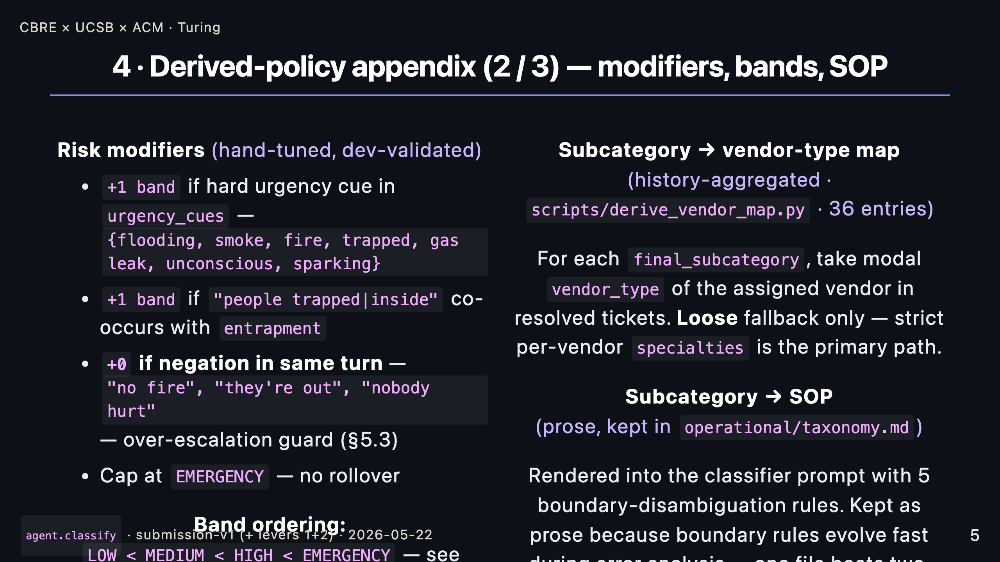 CBRE × UCSB × ACM · Turing
4 · Derived-policy appendix (2 / 3) — modifiers, bands, SOP
Risk modifiers (hand-tuned, dev-validated)
• +1 band if hard urgency cue in
urgency_cues —
{flooding, smoke, fire, trapped, gas
leak, unconscious, sparking}
• +1 band if "people trapped|inside" co-
occurs with entrapment
• +0 if negation in same turn —
"no fire", "they're out", "nobody
hurt"
— over-escalation guard (§5.3)
• Cap at EMERGENCY — no rollover
Band ordering:
LOW < MEDIUM < HIGH < EMERGENCY — see
Subcategory → vendor-type map
(history-aggregated ·
scripts/derive_vendor_map.py · 36 entries)
For each final_subcategory, take modal
vendor_type of the assigned vendor in
resolved tickets. Loose fallback only — strict
per-vendor specialties is the primary path.
Subcategory → SOP
(prose, kept in operational/taxonomy.md)
Rendered into the classifier prompt with 5
boundary-disambiguation rules. Kept as
prose because boundary rules evolve fast
during error analysis — one file beats two
agent.classify · submission-v1 (+ levers 1+2) · 2026-05-22
5